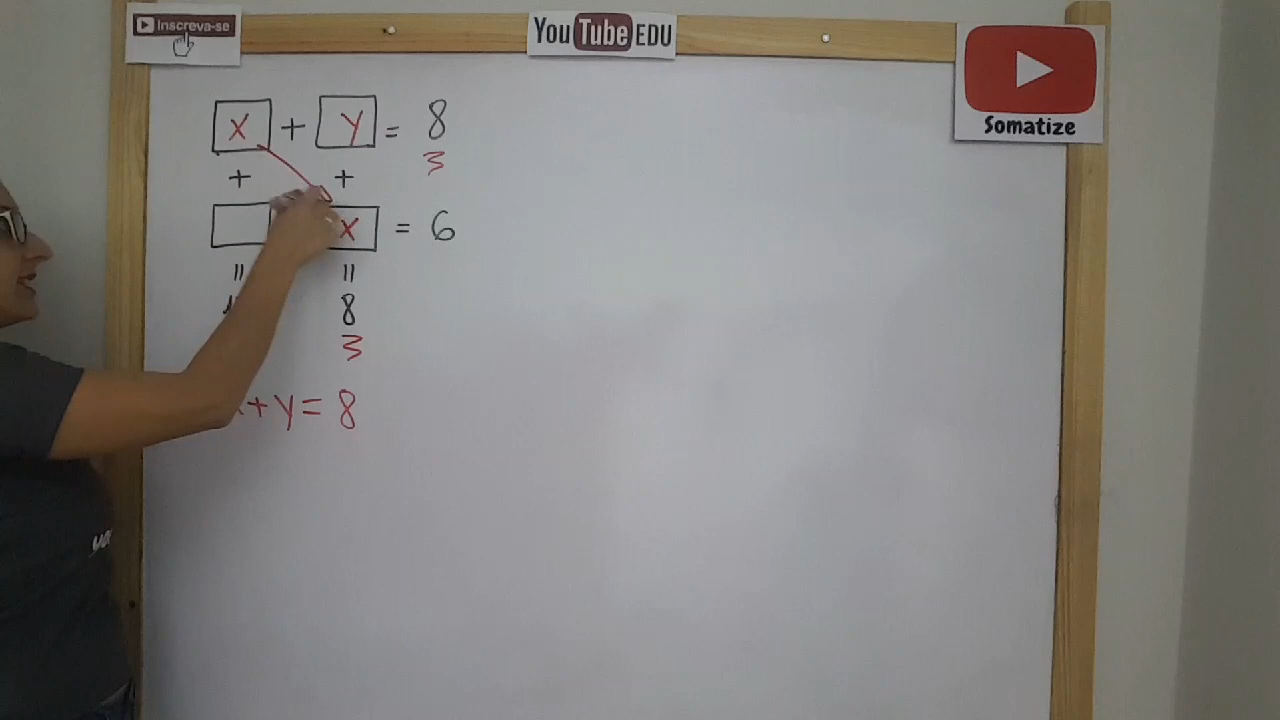 Inscreva-se
YouTube EDU
Somatize
x + y = 8
3
+ +
x = 6
= =
8
3
+ y = 8